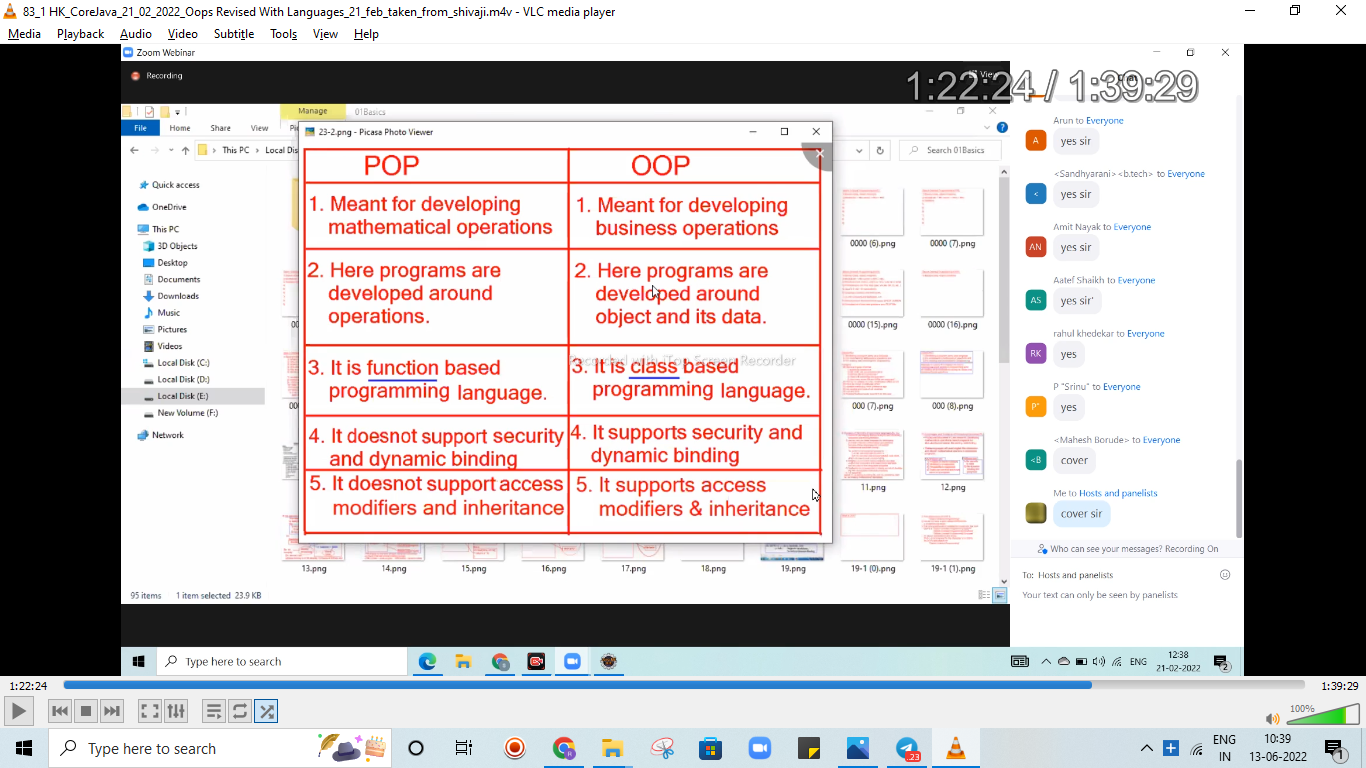 83_1 HK_CoreJava_21_02_2022_Oops Revised With Languages_21_feb_taken_from_shivaji.m4v - VLC media player
Media Playback Audio Video Subtitle Tools View Help
Zoom Webinar
Recording
View
1:22:24 / 1:39:29
Manage
01Basics
File Home Share View
This PC
Search 01Basics
23-2.png - Picasa Photo Viewer
POP
OOP
1. Meant for developing
mathematical operations
1. Meant for developing
business operations
2. Here programs are
developed around
operations.
2. Here programs are
developed around
object and its data.
Recorded with iTop Screen Recorder
3. It is function based
programming language.
3. It is class based
programming language.
4. It doesnot support security
and dynamic binding
4. It supports security and
dynamic binding
5. It doesnot support access
modifiers and inheritance
5. It supports access
modifiers & inheritance
Quick access
OneDrive
This PC
3D Objects
Desktop
Documents
Downloads
Music
Pictures
Videos
Local Disk (C:)
Local Disk (D:)
Local Disk (E:)
New Volume (F:)
Network
0000 (6).png
0000 (7).png
0000 (15).png
0000 (16).png
000 (7).png
000 (8).png
11.png
12.png
13.png
14.png
15.png
16.png
17.png
18.png
19.png
19-1 (0).png
19-1 (1).png
95 items 1 item selected 23.9 KB
Arun to Everyone
A
yes sir
<Sandhyarani><b.tech> to Everyone
<
yes sir
Amit Nayak to Everyone
AN
yes sir
Aatef Shaikh to Everyone
AS
yes sir'
rahul khedekar to Everyone
RK
yes
P "Srinu" to Everyone
P"
yes
<Mahesh Borude> to Everyone
<B
cover
Me to Hosts and panelists
cover sir
Who can see your messages? Recording On
To: Hosts and panelists
Your text can only be seen by panelists
Type here to search
ENG
12:38
21-02-2022
2
1:22:24
1:39:29
100%
Type here to search
.23
ENG
IN
10:39
13-06-2022
1